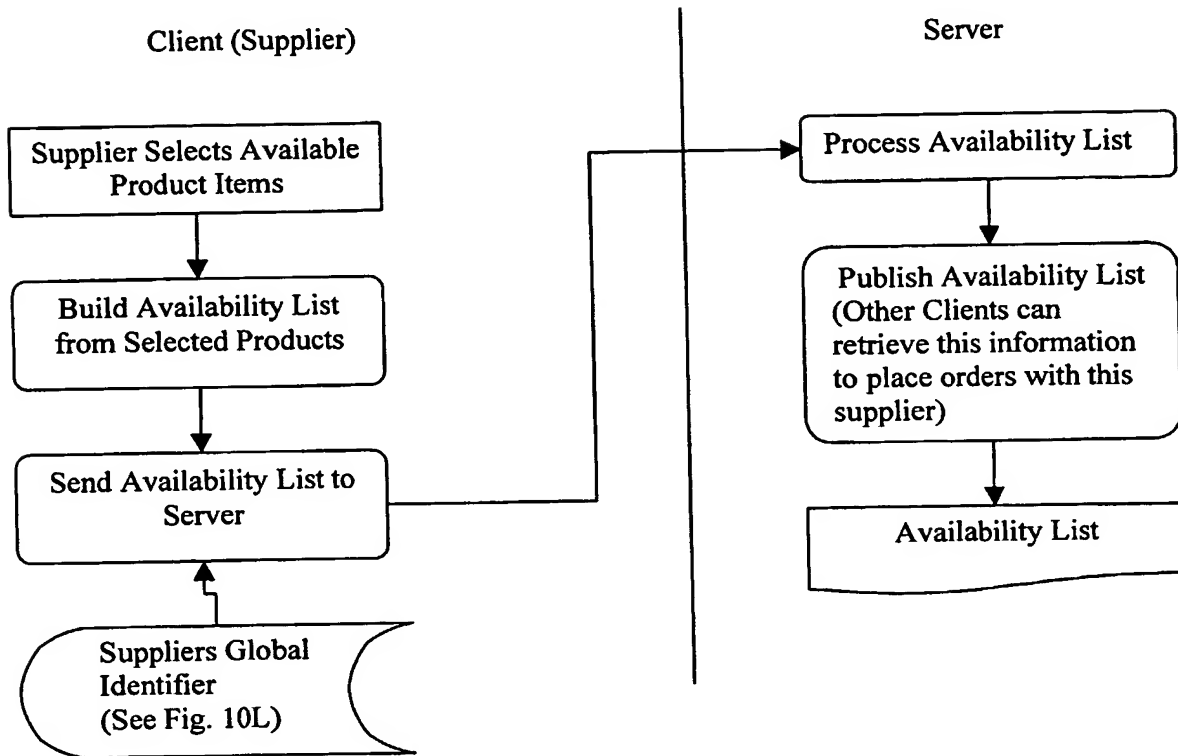 Client (Supplier)
Server
Supplier Selects Available
Product Items
Build Availability List
from Selected Products
Send Availability List to
Server
Suppliers Global
Identifier
(See Fig. 10L)
Process Availability List
Publish Availability List
(Other Clients can
retrieve this information
to place orders with this
supplier)
Availability List